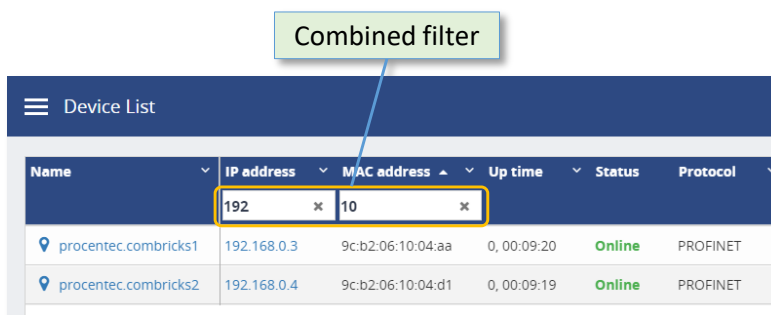 Combined filter
Device List
Name IP address MAC address Up time Status Protocol
192 10
procentec.combricks1 192.168.0.3 9c:b2:06:10:04:aa 0, 00:09:20 Online PROFINET
procentec.combricks2 192.168.0.4 9c:b2:06:10:04:d1 0, 00:09:19 Online PROFINET